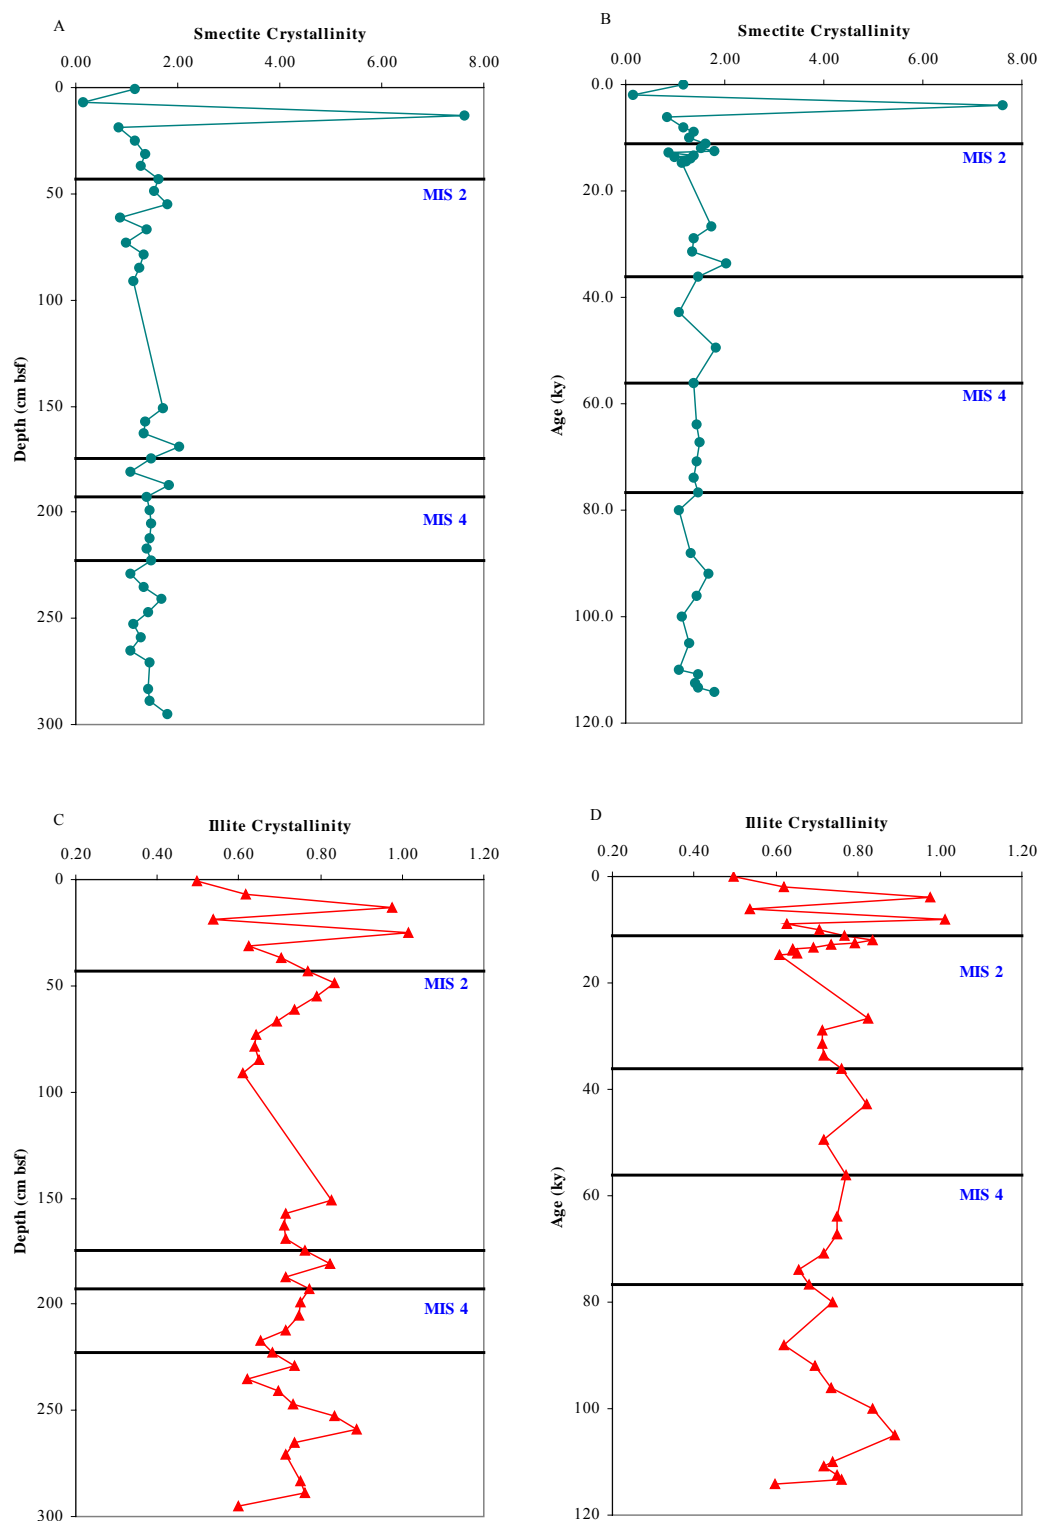 A
Smectite Crystallinity
0.00 2.00 4.00 6.00 8.00
0
50
100
150
200
250
300
Depth (cm bsf)
MIS 2
MIS 4
B
Smectite Crystallinity
0.00 2.00 4.00 6.00 8.00
0.0
20.0
40.0
60.0
80.0
100.0
120.0
Age (ky)
MIS 2
MIS 4
C
Illite Crystallinity
0.20 0.40 0.60 0.80 1.00 1.20
0
50
100
150
200
250
300
Depth (cm bsf)
MIS 2
MIS 4
D
Illite Crystallinity
0.20 0.40 0.60 0.80 1.00 1.20
0
20
40
60
80
100
120
Age (ky)
MIS 2
MIS 4